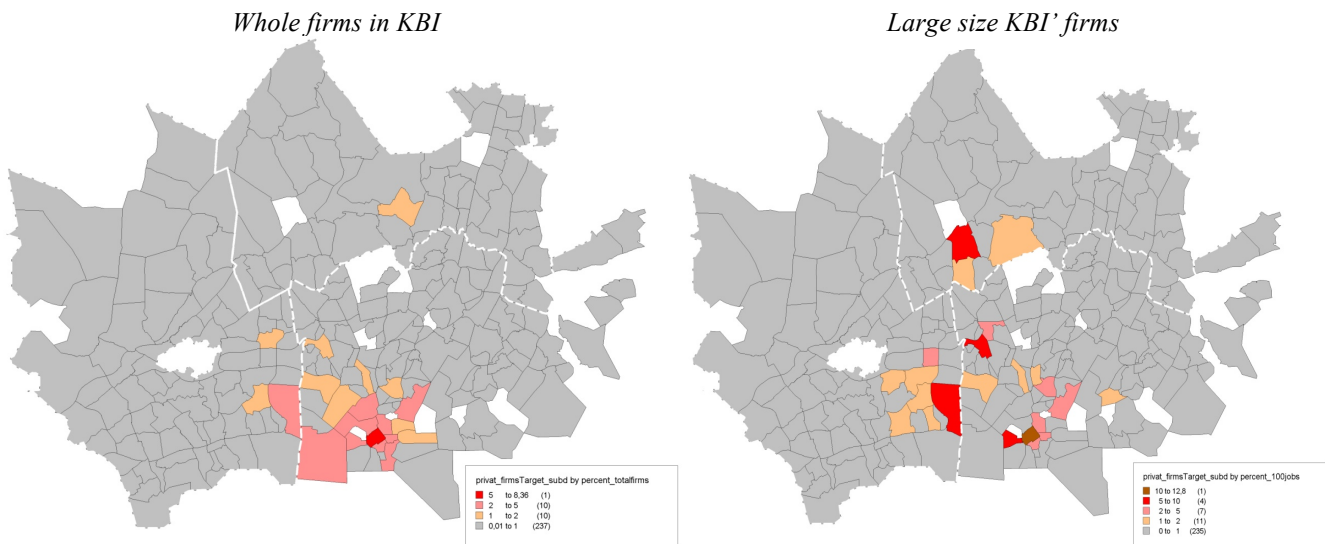 Whole firms in KBI
Large size KBI’ firms
privat_firmsTarget_subd by percent_totalfirms
5 to 8,36 (1)
2 to 5 (10)
1 to 2 (10)
0,01 to 1 (237)
privat_firmsTarget_subd by percent_100jobs
10 to 12,8 (1)
5 to 10 (4)
2 to 5 (7)
1 to 2 (11)
0 to 1 (235)